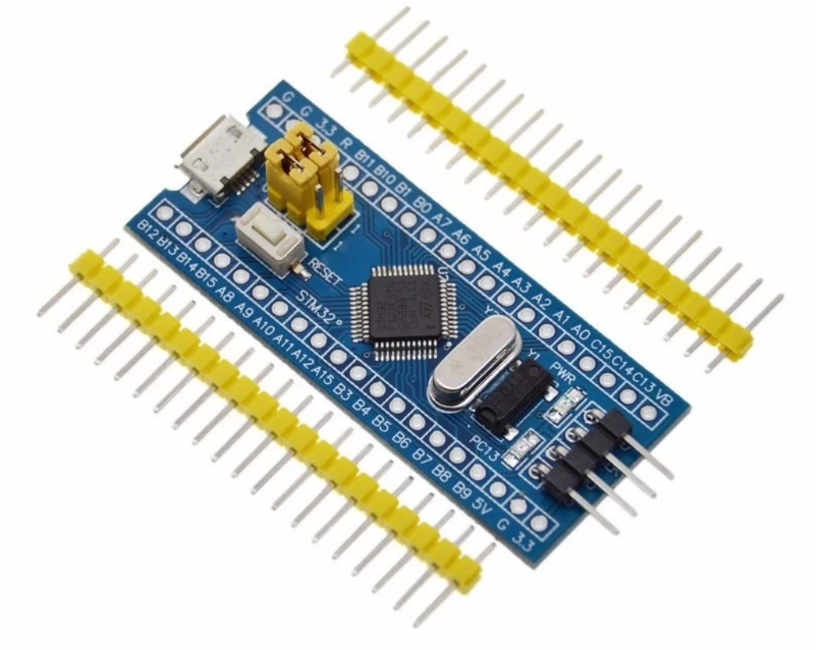 G G 3.3 R B11 B10 B1 B0 A7 A6 A5 A4 A3 A2 A1 A0 C15 C14 C13 VB
RESET
STM32
Y1
PWR
PC13
B12 B13 B14 B15 A8 A9 A10 A11 A12 A15 B3 B4 B5 B6 B7 B8 B9 5V G 3.3